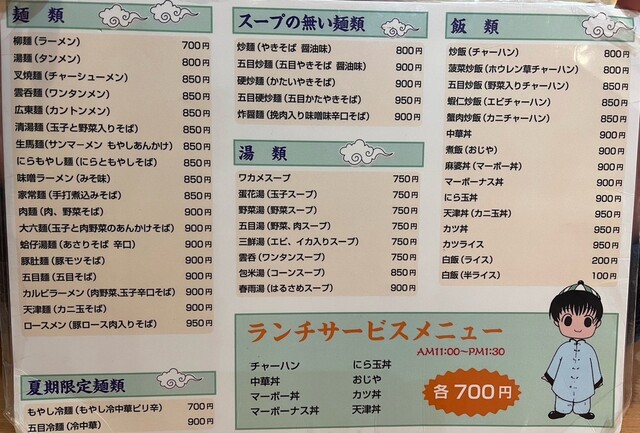 麺 類
柳麺(ラーメン) 700円
湯麺(タンメン) 800円
叉焼麺(チャーシューメン) 850円
雲呑麺(ワンタンメン) 850円
広東麺(カントンメン) 850円
清湯麺(玉子と野菜入りそば) 850円
生馬麺(サンマーメン もやしあんかけ) 850円
にらもやし麺(にらともやしそば) 850円
味噌ラーメン(みそ味) 850円
家常麺(手打煮込みそば) 850円
肉麺(肉、野菜そば) 900円
大六麺(玉子と肉野菜のあんかけそば) 900円
蛤仔湯麺(あさりそば 辛口) 900円
豚肚麺(豚モツそば) 900円
五目麺(五目そば) 900円
カルビラーメン(肉野菜、玉子辛口そば) 900円
天津麺(カニ玉そば) 900円
ロースメン(豚ロース肉入りそば) 950円
夏期限定麺類
もやし冷麺(もやし冷中華ピリ辛) 700円
五目冷麺(冷中華) 900円
スープの無い麺類
炒麺(やきそば 醤油味) 800円
五目炒麺(五目やきそば 醤油味) 900円
硬炒麺(かたいやきそば) 900円
五目硬炒麺(五目かたやきそば) 950円
炸醤麺(挽肉入り味噌味辛口そば) 900円
湯 類
ワカメスープ 750円
蛋花湯(玉子スープ) 750円
野菜湯(野菜スープ) 750円
五目湯(野菜、肉スープ) 750円
三鮮湯(エビ、イカ入りスープ) 750円
雲呑(ワンタンスープ) 750円
包米湯(コーンスープ) 850円
春雨湯(はるさめスープ) 900円
飯 類
炒飯(チャーハン) 800円
菠菜炒飯(ホウレン草チャーハン) 800円
五目炒飯(野菜入りチャーハン) 850円
蝦仁炒飯(エビチャーハン) 850円
蟹肉炒飯(カニチャーハン) 850円
中華丼 900円
煮飯(おじや) 900円
麻婆丼(マーボー丼) 900円
マーボーナス丼 900円
にら玉丼 900円
天津丼(カニ玉丼) 950円
カツ丼 950円
カツライス 950円
白飯(ライス) 200円
白飯(半ライス) 100円
ランチサービスメニュー
AM11:00〜PM1:30
チャーハン にら玉丼
中華丼 おじや
マーボー丼 カツ丼
マーボーナス丼 天津丼
各700円